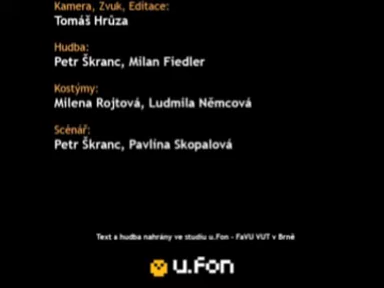 Kamera, Zvuk, Editace:
Tomáš Hrůza
Hudba:
Petr Škranc, Milan Fiedler
Kostýmy:
Milena Rojtová, Ludmila Němcová
Scénář:
Petr Škranc, Pavlína Skopalová
Text a hudba nahrány ve studiu u.Fon - FaVU VUT v Brně
u.Fon